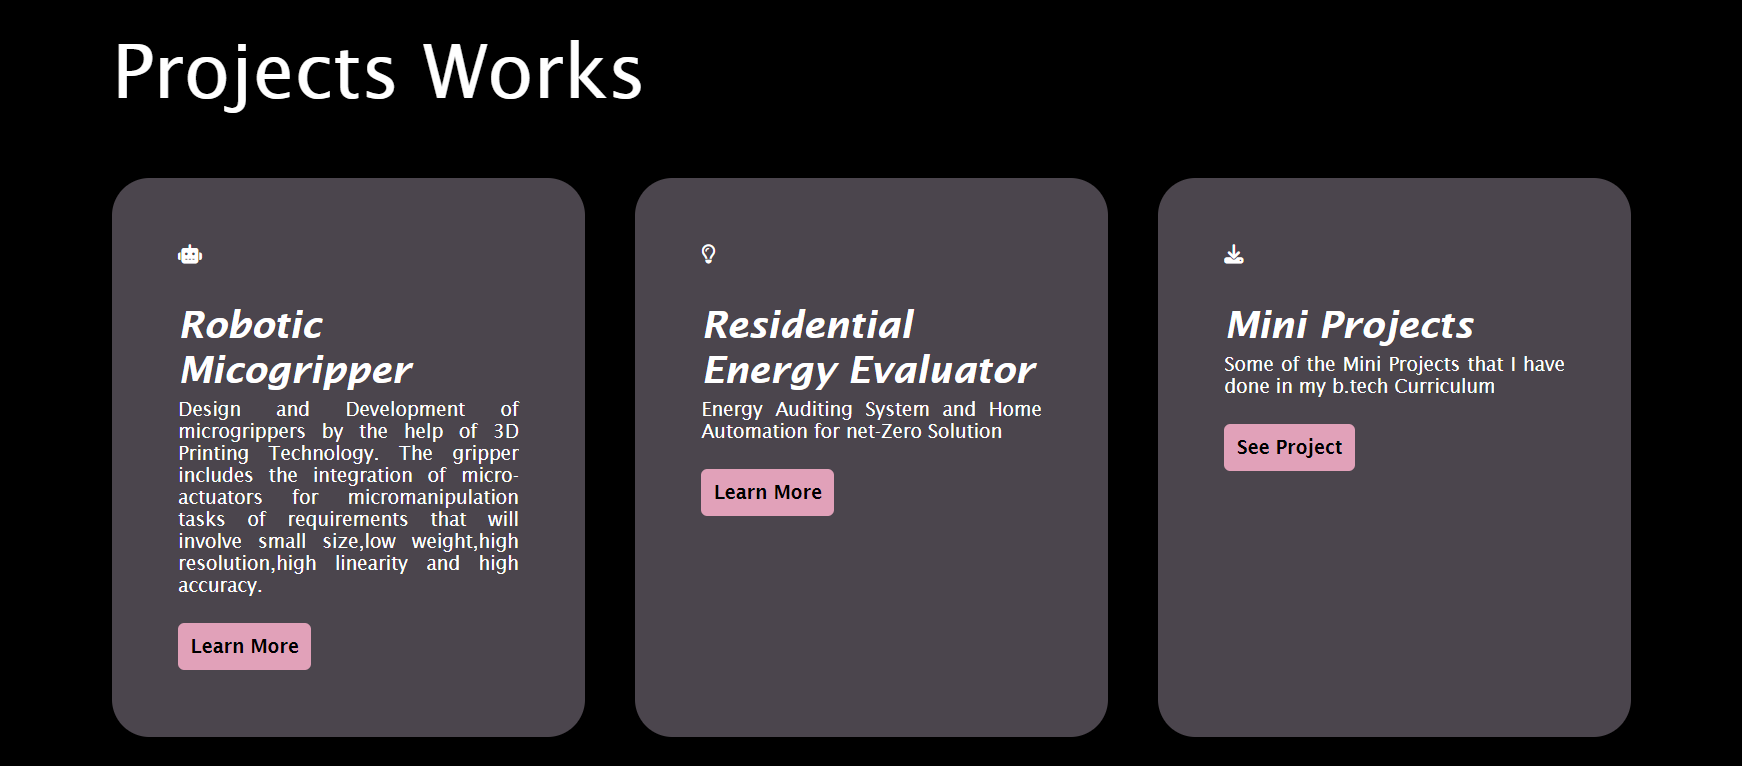 Projects Works
Robotic
Micogripper
Design and Development of
microgrippers by the help of 3D
Printing Technology. The gripper
includes the integration of micro-
actuators for micromanipulation
tasks of requirements that will
involve small size,low weight,high
resolution,high linearity and high
accuracy.
Learn More
Residential
Energy Evaluator
Energy Auditing System and Home
Automation for net-Zero Solution
Learn More
Mini Projects
Some of the Mini Projects that I have
done in my b.tech Curriculum
See Project